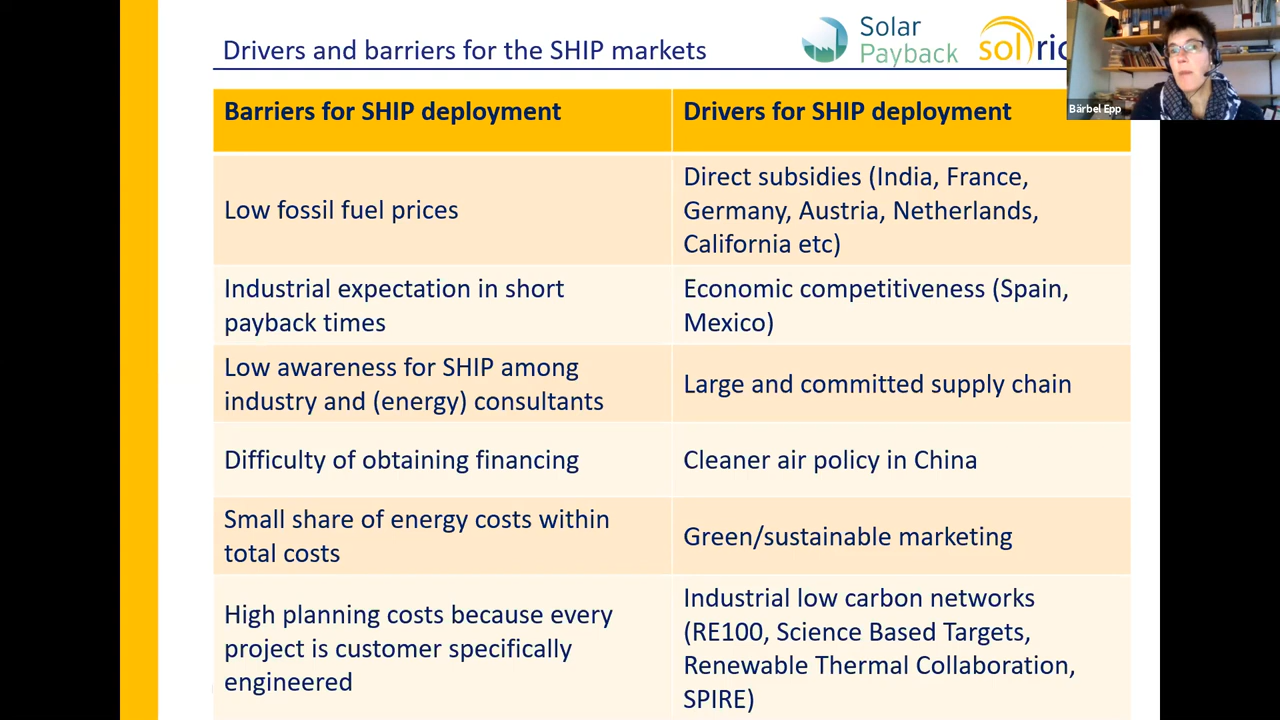 Drivers and barriers for the SHIP markets
Solar
Payback
Bärbel Epp
Barriers for SHIP deployment
Drivers for SHIP deployment
Low fossil fuel prices
Direct subsidies (India, France,
Germany, Austria, Netherlands,
California etc)
Industrial expectation in short
payback times
Economic competitiveness (Spain,
Mexico)
Low awareness for SHIP among
industry and (energy) consultants
Large and committed supply chain
Difficulty of obtaining financing
Cleaner air policy in China
Small share of energy costs within
total costs
Green/sustainable marketing
High planning costs because every
project is customer specifically
engineered
Industrial low carbon networks
(RE100, Science Based Targets,
Renewable Thermal Collaboration,
SPIRE)